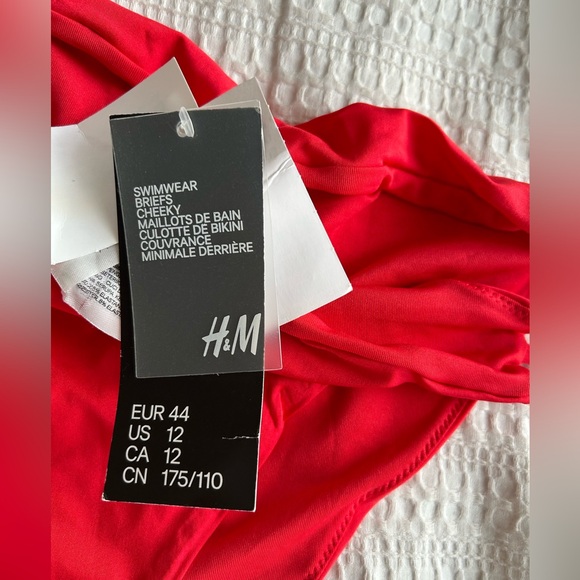 SWIMWEAR
BRIEFS
CHEEKY
MAILLOTS DE BAIN
CULOTTE DE BIKINI
COUVRANCE
MINIMALE DERRIÈRE
H&M
EUR 44
US 12
CA 12
CN 175/110